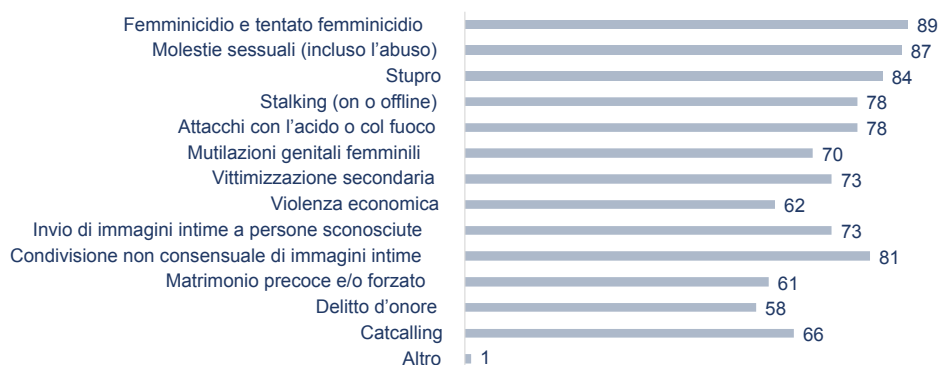 Femminicidio e tentato femminicidio 89
Molestie sessuali (incluso l’abuso) 87
Stupro 84
Stalking (on o offline) 78
Attacchi con l’acido o col fuoco 78
Mutilazioni genitali femminili 70
Vittimizzazione secondaria 73
Violenza economica 62
Invio di immagini intime a persone sconosciute 73
Condivisione non consensuale di immagini intime 81
Matrimonio precoce e/o forzato 61
Delitto d’onore 58
Catcalling 66
Altro 1